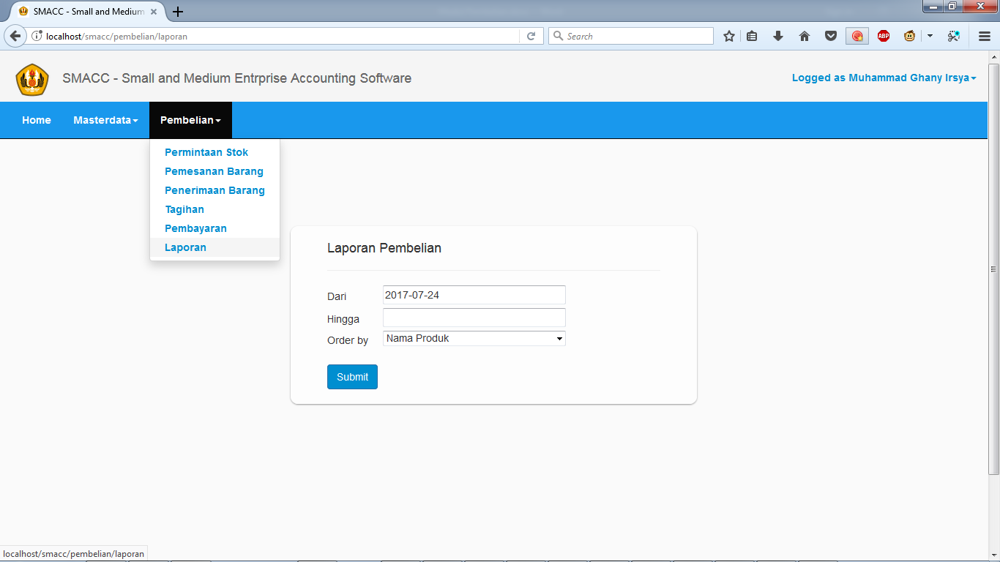 SMACC - Small and Medium
localhost/smacc/pembelian/laporan
Search
ABP
SMACC - Small and Medium Entrprise Accounting Software
Logged as Muhammad Ghany Irsya
Home
Masterdata
Pembelian
Permintaan Stok
Pemesanan Barang
Penerimaan Barang
Tagihan
Pembayaran
Laporan
Laporan Pembelian
Dari
2017-07-24
Hingga
Order by
Nama Produk
Submit
localhost/smacc/pembelian/laporan